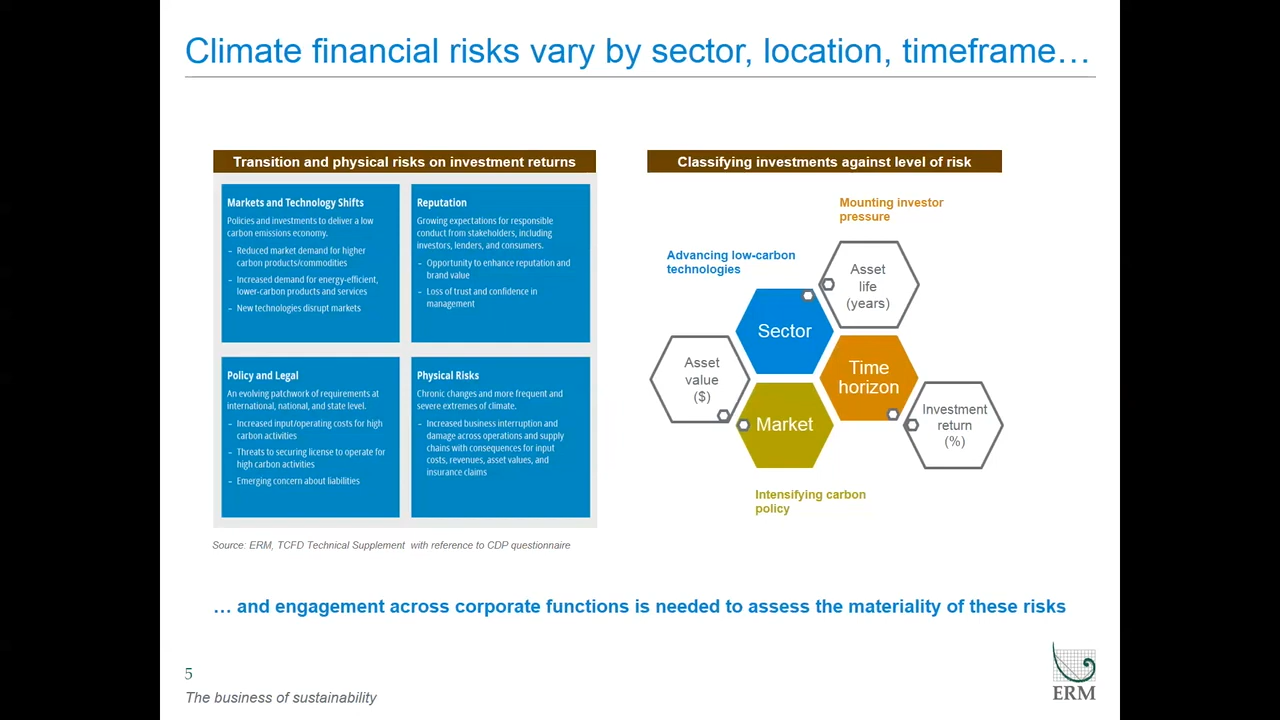 Climate financial risks vary by sector, location, timeframe…
Transition and physical risks on investment returns
Markets and Technology Shifts
Policies and investments to deliver a low
carbon emissions economy.
– Reduced market demand for higher
carbon products/commodities
– Increased demand for energy-efficient,
lower-carbon products and services
– New technologies disrupt markets
Reputation
Growing expectations for responsible
conduct from stakeholders, including
investors, lenders, and consumers.
– Opportunity to enhance reputation and
brand value
– Loss of trust and confidence in
management
Policy and Legal
An evolving patchwork of requirements at
international, national, and state level.
– Increased input/operating costs for high
carbon activities
– Threats to securing license to operate for
high carbon activities
– Emerging concern about liabilities
Physical Risks
Chronic changes and more frequent and
severe extremes of climate.
– Increased business interruption and
damage across operations and supply
chains with consequences for input
costs, revenues, asset values, and
insurance claims
Source: ERM, TCFD Technical Supplement with reference to CDP questionnaire
Classifying investments against level of risk
Mounting investor
pressure
Advancing low-carbon
technologies
Asset
life
(years)
Sector
Asset
value
($)
Time
horizon
Market
Investment
return
(%)
Intensifying carbon
policy
… and engagement across corporate functions is needed to assess the materiality of these risks
5
The business of sustainability
ERM